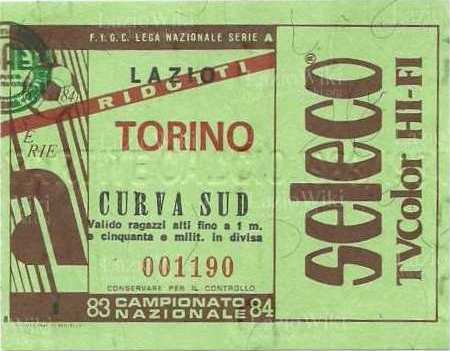 F.I.G.C. LEGA NAZIONALE SERIE A
LAZIO
RIDOTTI
TORINO
SERIE
CURVA SUD
Valido ragazzi alti fino a 1 m.
e cinquanta e milit. in divisa
001190
CONSERVARE PER IL CONTROLLO
83 CAMPIONATO 84
NAZIONALE
seleco®
TVColor HI-FI